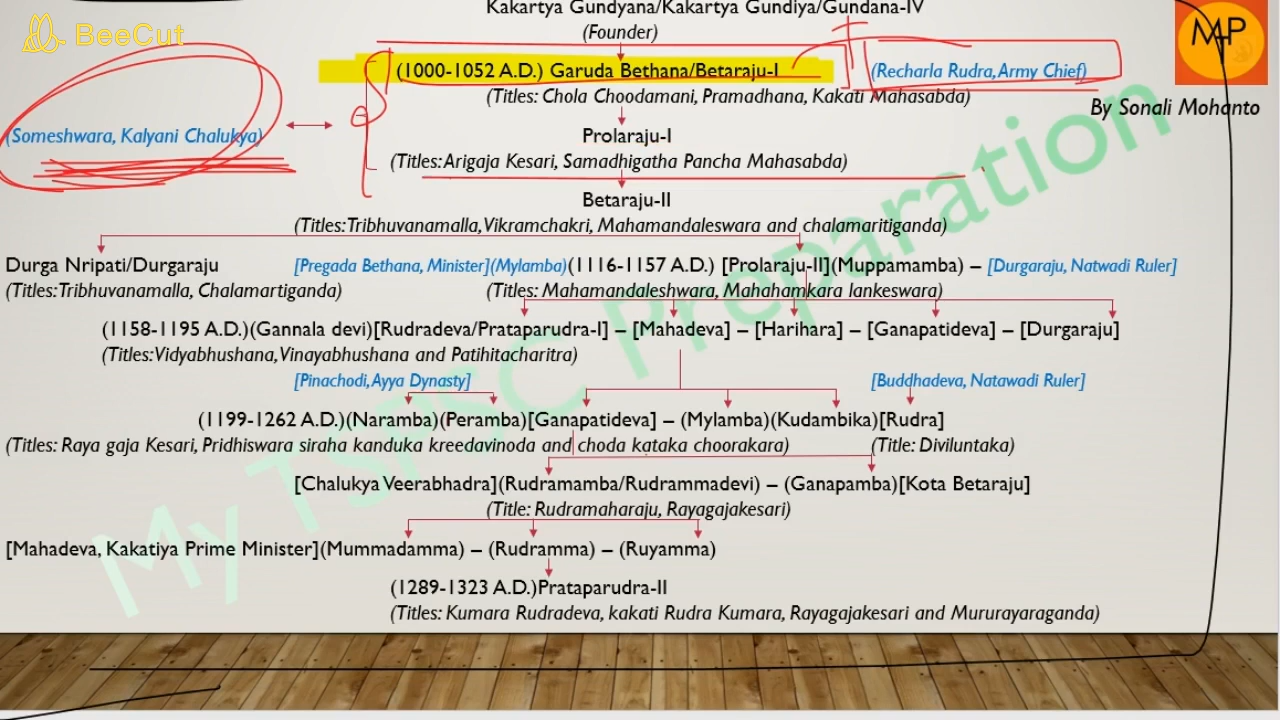 BeeCut
Kakartya Gundyana/Kakartya Gundiya/Gundana-IV
(Founder)
(1000-1052 A.D.) Garuda Bethana/Betaraju-I (Recharla Rudra, Army Chief)
(Titles: Chola Choodamani, Pramadhana, Kakati Mahasabda)
MP
By Sonali Mohanto
(Someshwara, Kalyani Chalukya) Prolaraju-I
(Titles: Arigaja Kesari, Samadhigatha Pancha Mahasabda)
Betaraju-II
(Titles: Tribhuvanamalla, Vikramchakri, Mahamandaleswara and chalamaritiganda)
Durga Nripati/Durgaraju [Pregada Bethana, Minister](Mylamba)(1116-1157 A.D.) [Prolaraju-II](Muppamamba) – [Durgaraju, Natwadi Ruler]
(Titles: Tribhuvanamalla, Chalamartiganda) (Titles: Mahamandaleshwara, Mahahamkara lankeswara)
(1158-1195 A.D.)(Gannala devi)[Rudradeva/Prataparudra-I] – [Mahadeva] – [Harihara] – [Ganapatideva] – [Durgaraju]
(Titles: Vidyabhushana, Vinayabhushana and Patihitacharitra)
[Pinachodi, Ayya Dynasty] [Buddhadeva, Natawadi Ruler]
(1199-1262 A.D.)(Naramba)(Peramba)[Ganapatideva] – (Mylamba)(Kudambika)[Rudra]
(Titles: Raya gaja Kesari, Pridhiswara siraha kanduka kreedavinoda and choda kataka choorakara) (Title: Diviluntaka)
[Chalukya Veerabhadra](Rudramamba/Rudrammadevi) – (Ganapamba)[Kota Betaraju]
(Title: Rudramaharaju, Rayagajakesari)
[Mahadeva, Kakatiya Prime Minister](Mummadamma) – (Rudramma) – (Ruyamma)
(1289-1323 A.D.)Prataparudra-II
(Titles: Kumara Rudradeva, kakati Rudra Kumara, Rayagajakesari and Mururayaraganda)
My TSPSC Preparation